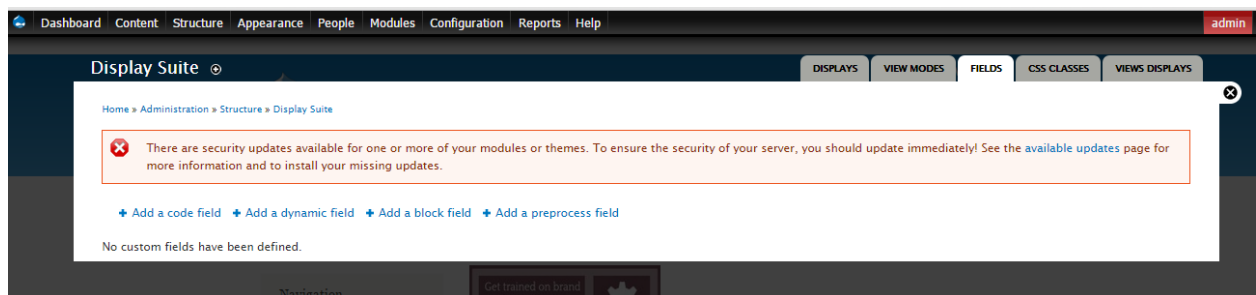 Dashboard Content Structure Appearance People Modules Configuration Reports Help admin
Display Suite DISPLAYS VIEW MODES FIELDS CSS CLASSES VIEWS DISPLAYS
Home » Administration » Structure » Display Suite
There are security updates available for one or more of your modules or themes. To ensure the security of your server, you should update immediately! See the available updates page for
more information and to install your missing updates.
+ Add a code field + Add a dynamic field + Add a block field + Add a preprocess field
No custom fields have been defined.
Navigation Get trained on brand